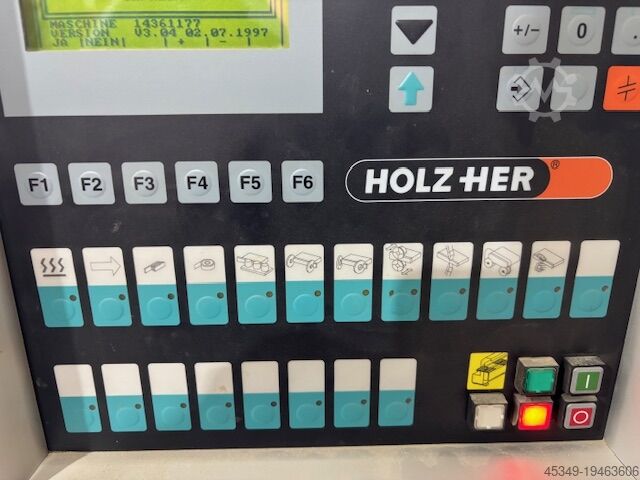 MASCHINE 14361177
VERSION V3.04 02.07.1997
JA |NEIN| | + | - |
+/-
0
.
F1 F2 F3 F4 F5 F6
HOLZ HER ®
45349-19463606